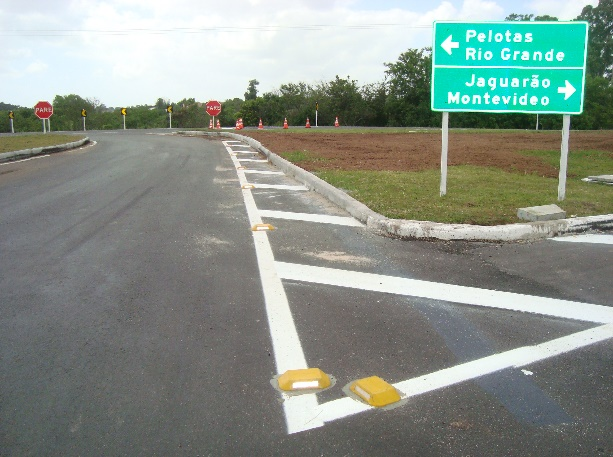 Pelotas
Rio Grande
Jaguarão
Montevideo
PARE
PARE